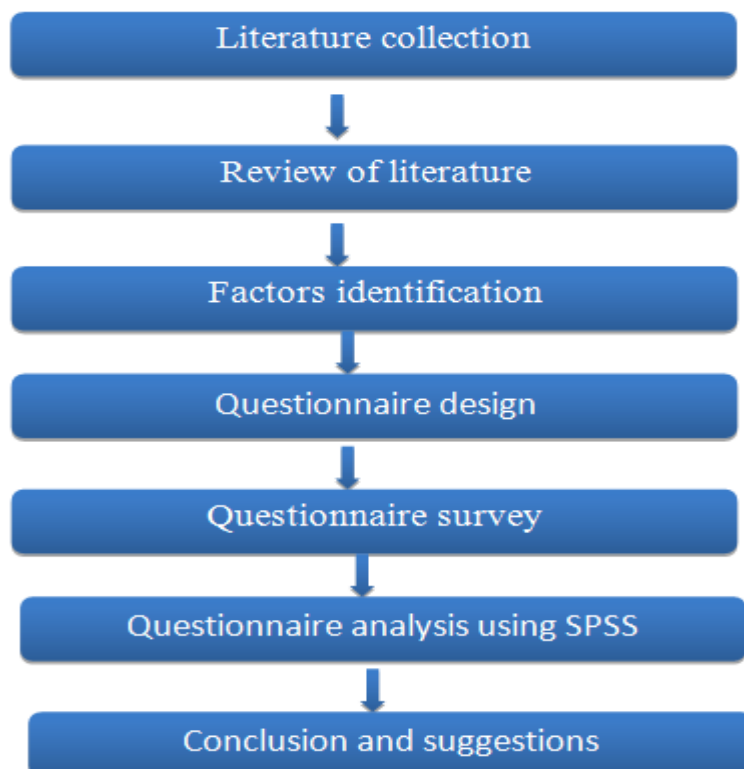 Literature collection
Review of literature
Factors identification
Questionnaire design
Questionnaire survey
Questionnaire analysis using SPSS
Conclusion and suggestions